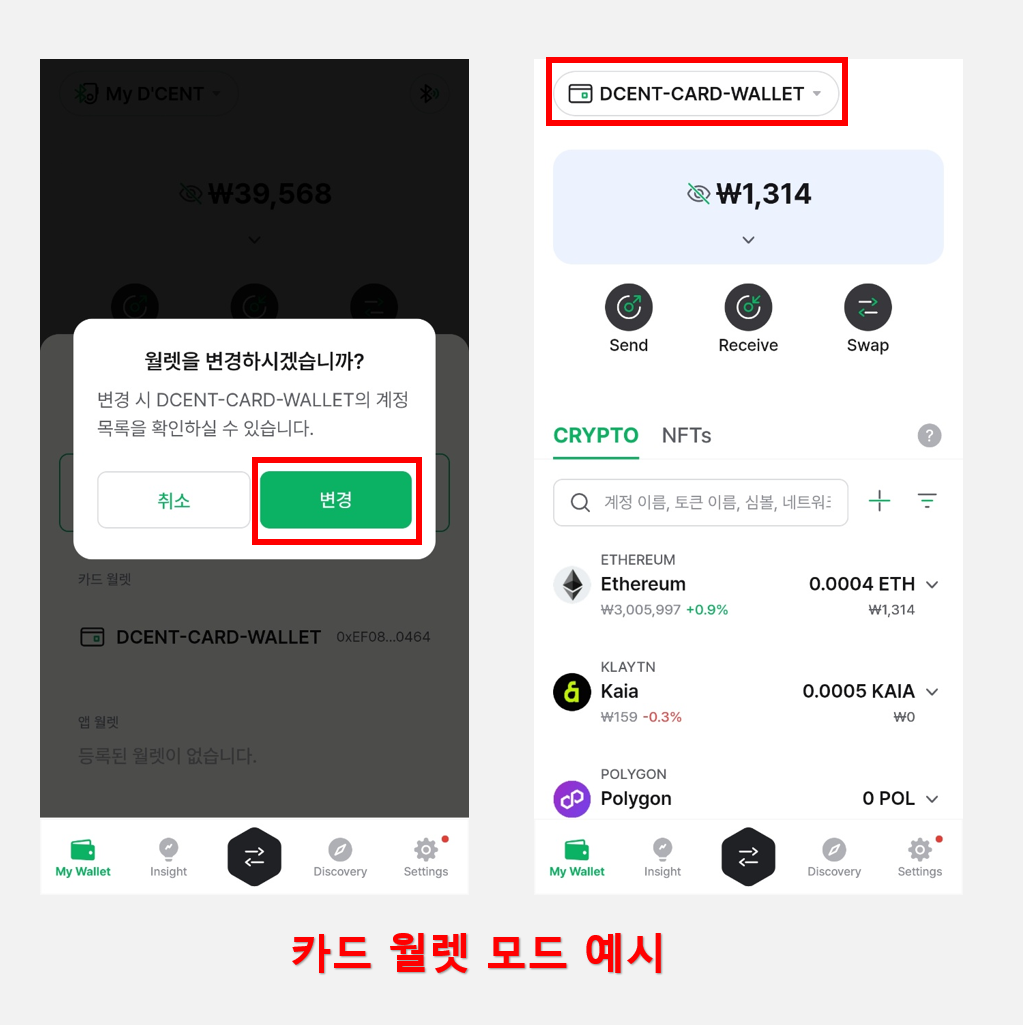 My D'CENT
₩39,568
월렛을 변경하시겠습니까?
변경 시 DCENT-CARD-WALLET의 계정
목록을 확인하실 수 있습니다.
취소
변경
카드 월렛
DCENT-CARD-WALLET 0xEF08...0464
앱 월렛
등록된 월렛이 없습니다.
My Wallet
Insight
Discovery
Settings
DCENT-CARD-WALLET
₩1,314
Send
Receive
Swap
CRYPTO
NFTs
?
계정 이름, 토큰 이름, 심볼, 네트워크
ETHEREUM
Ethereum 0.0004 ETH
₩3,005,997 +0.9% ₩1,314
KLAYTN
Kaia 0.0005 KAIA
₩159 -0.3% ₩0
POLYGON
Polygon 0 POL
My Wallet
Insight
Discovery
Settings
카드 월렛 모드 예시